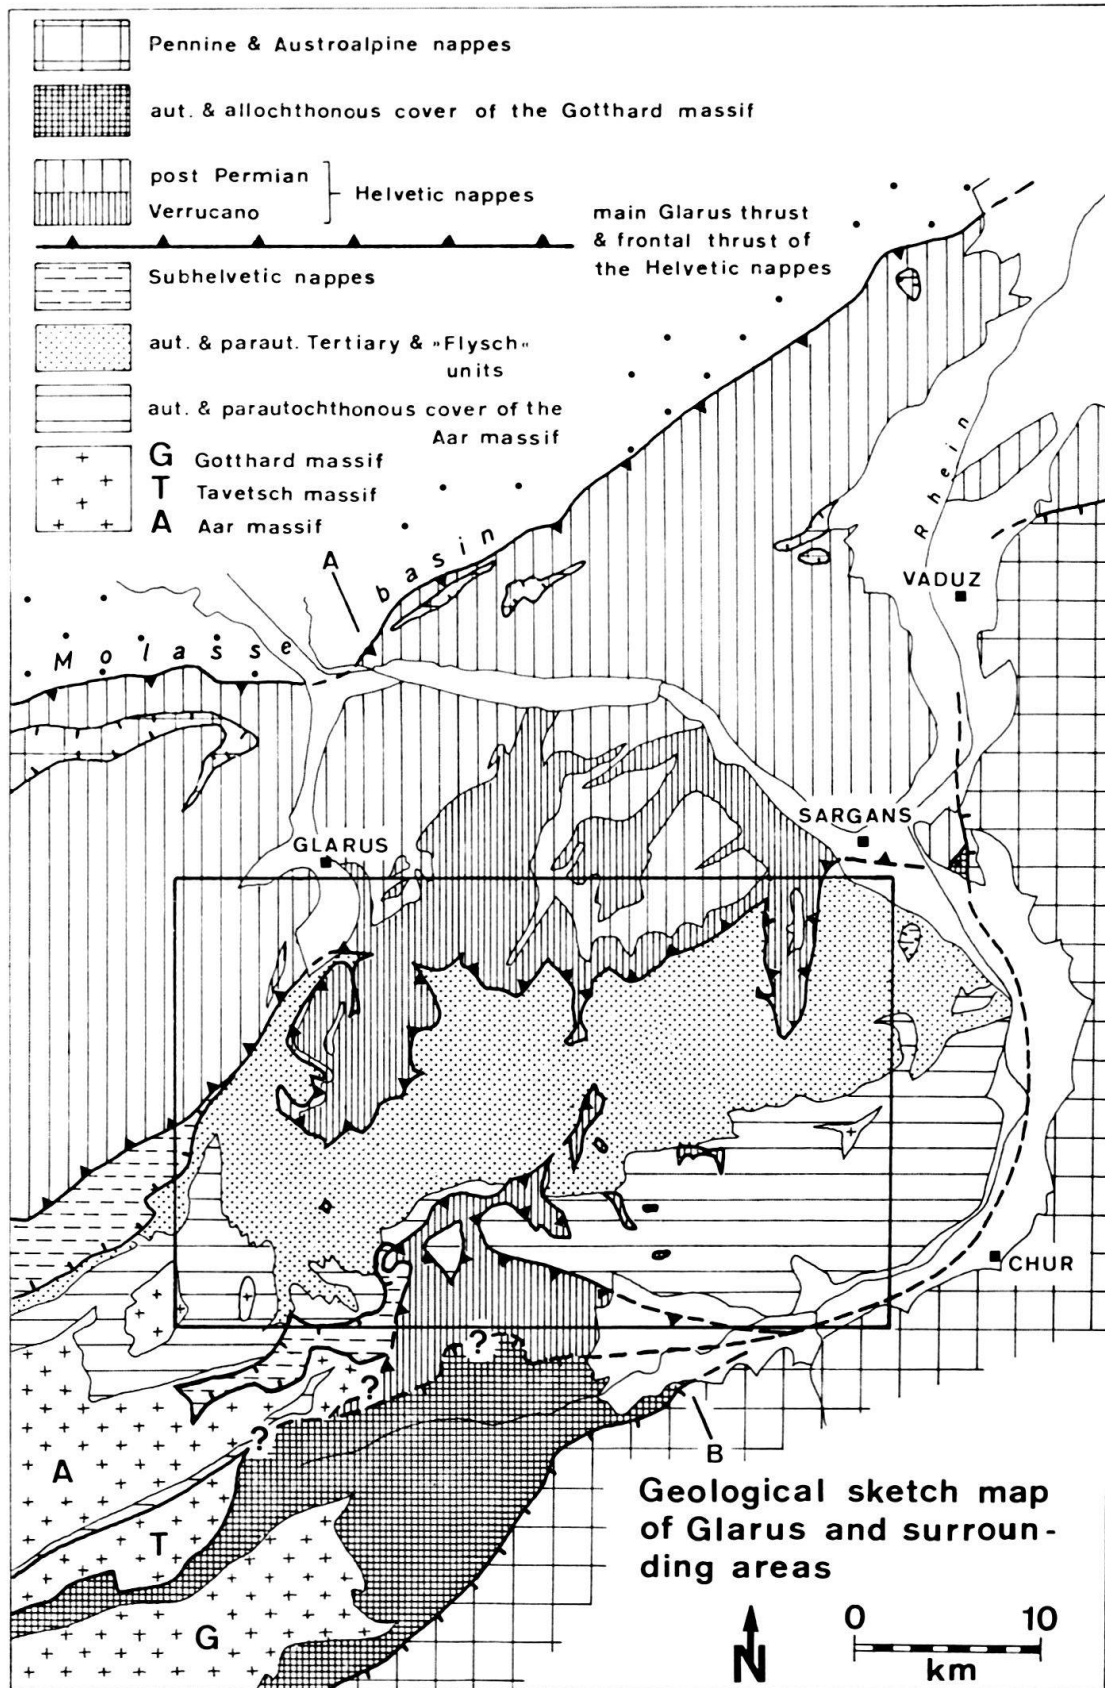 Pennine & Austroalpine nappes
aut. & allochthonous cover of the Gotthard massif
post Permian
Verrucano
Helvetic nappes
main Glarus thrust
& frontal thrust of
the Helvetic nappes
Subhelvetic nappes
aut. & paraut. Tertiary & »Flysch«
units
aut. & parautochthonous cover of the
Aar massif
G Gotthard massif
T Tavetsch massif
A Aar massif
Rhein
A
basin
VADUZ
Molasse
SARGANS
GLARUS
CHUR
?
?
?
B
A
T
G
Geological sketch map
of Glarus and surroun-
ding areas
N
0 10
km